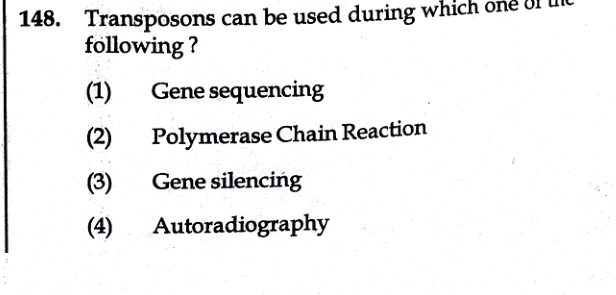 148. Transposons can be used during which one of the
following ?
(1) Gene sequencing
(2) Polymerase Chain Reaction
(3) Gene silencing
(4) Autoradiography